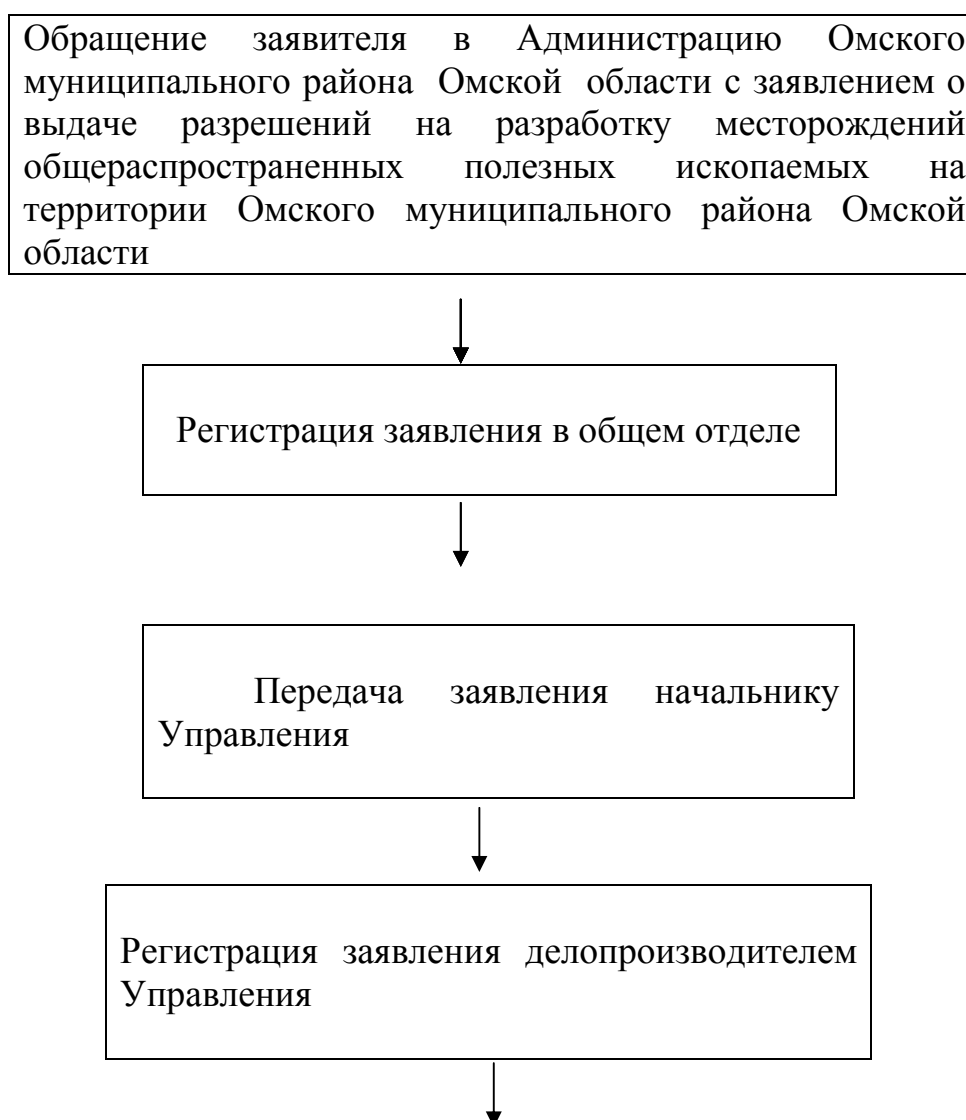 Обращение заявителя в Администрацию Омского
муниципального района Омской области с заявлением о
выдаче разрешений на разработку месторождений
общераспространенных полезных ископаемых на
территории Омского муниципального района Омской
области
Регистрация заявления в общем отделе
Передача заявления начальнику
Управления
Регистрация заявления делопроизводителем
Управления